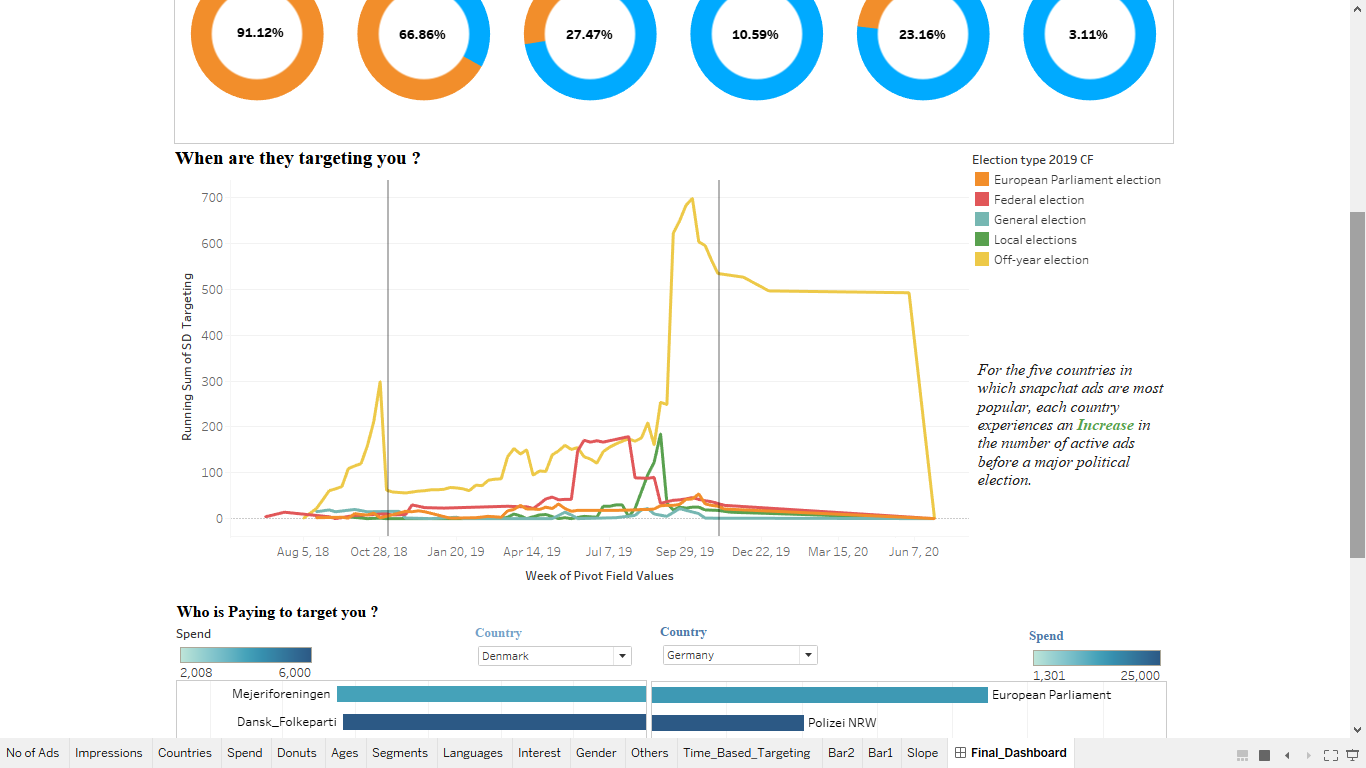 91.12%
66.86%
27.47%
10.59%
23.16%
3.11%
When are they targeting you ?
Election type 2019 CF
European Parliament election
Federal election
General election
Local elections
Off-year election
700
600
500
400
300
200
100
0
Running Sum of SD Targeting
Aug 5, 18
Oct 28, 18
Jan 20, 19
Apr 14, 19
Jul 7, 19
Sep 29, 19
Dec 22, 19
Mar 15, 20
Jun 7, 20
Week of Pivot Field Values
For the five countries in
which snapchat ads are most
popular, each country
experiences an Increase in
the number of active ads
before a major political
election.
Who is Paying to target you ?
Spend
2,008
6,000
Country
Denmark
Country
Germany
Spend
1,301
25,000
Mejeriforeningen
European Parliament
Dansk_Folkeparti
Polizei NRW
No of Ads
Impressions
Countries
Spend
Donuts
Ages
Segments
Languages
Interest
Gender
Others
Time_Based_Targeting
Bar2
Bar1
Slope
Final_Dashboard